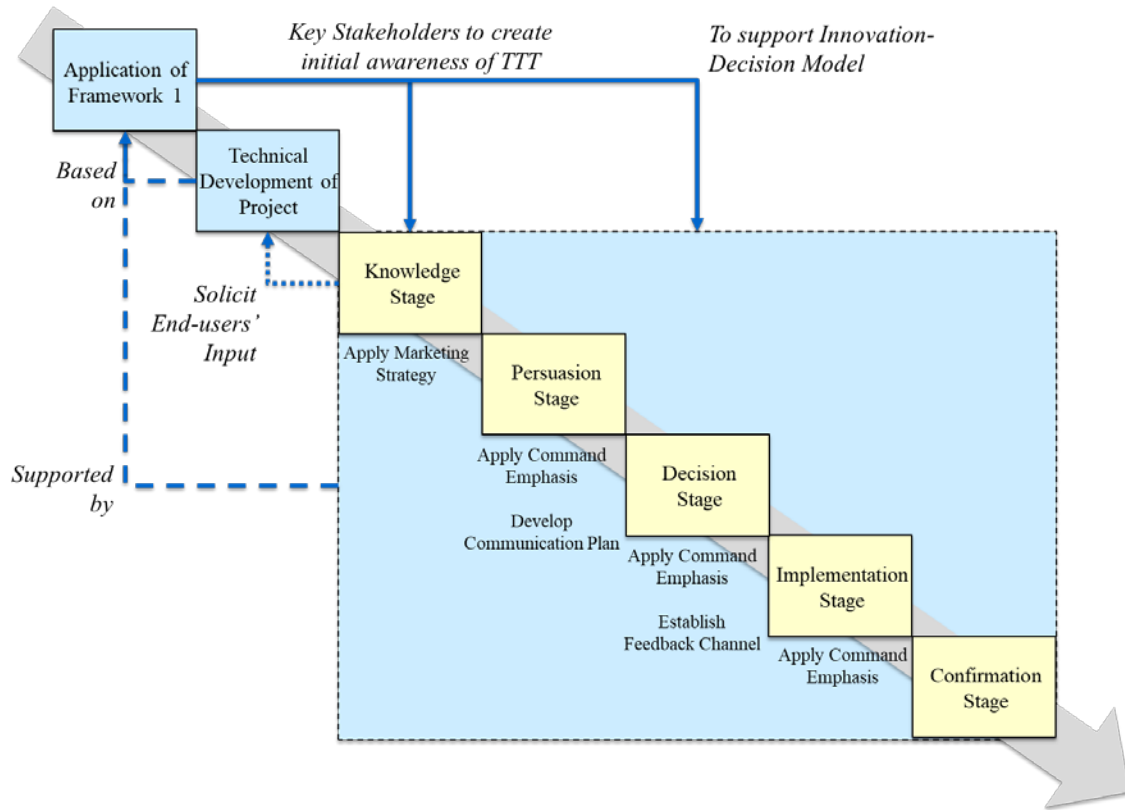 Key Stakeholders to create
initial awareness of TTT
To support Innovation-
Decision Model
Application of
Framework 1
Based
on
Technical
Development of
Project
Solicit
End-users’
Input
Knowledge
Stage
Apply Marketing
Strategy
Persuasion
Stage
Apply Command
Emphasis
Develop
Communication Plan
Supported
by
Decision
Stage
Apply Command
Emphasis
Establish
Feedback Channel
Implementation
Stage
Apply Command
Emphasis
Confirmation
Stage